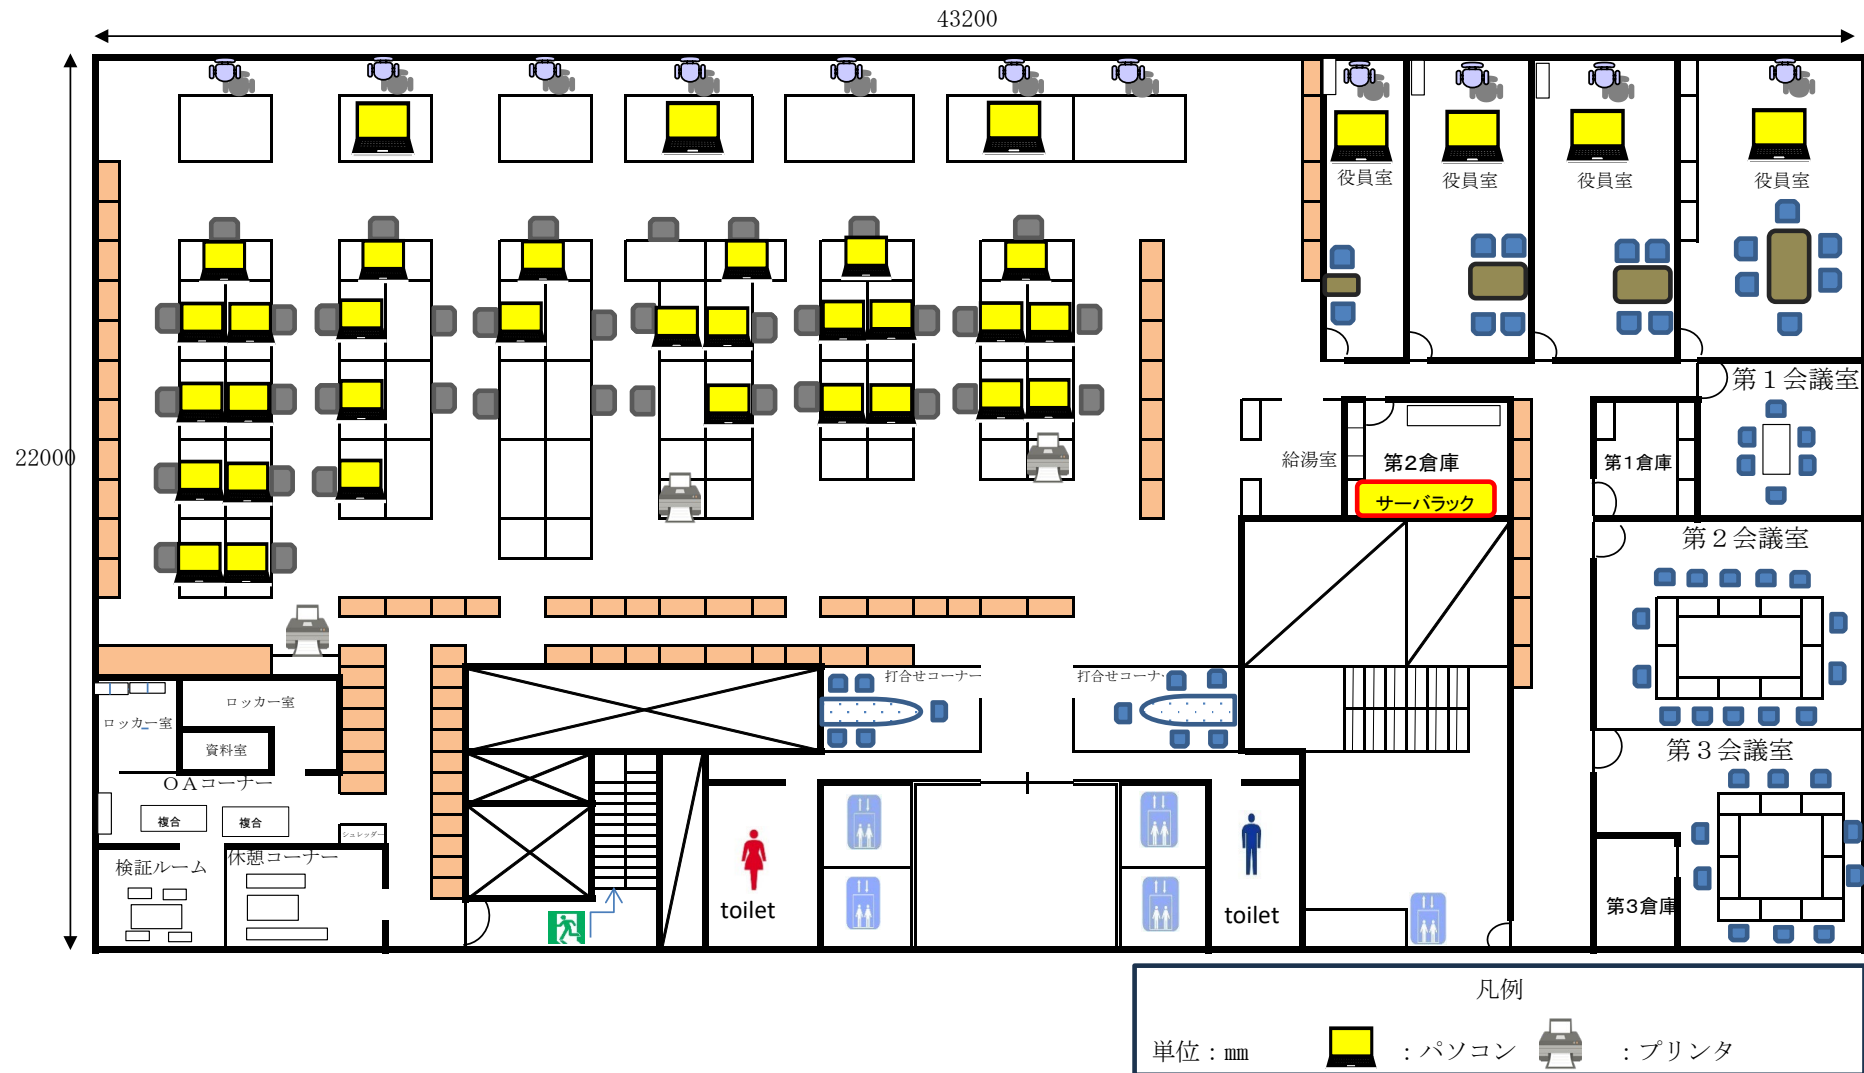 43200
22000
役員室
役員室
役員室
役員室
第1会議室
給湯室
第2倉庫
第1倉庫
サーバラック
第2会議室
打合せコーナー
打合せコーナ
ロッカー室
ロッカー室
資料室
第3会議室
OAコーナー
複合
複合
シュレッダー
検証ルーム
休憩コーナー
toilet
toilet
第3倉庫
凡例
単位:㎜
:パソコン
:プリンタ